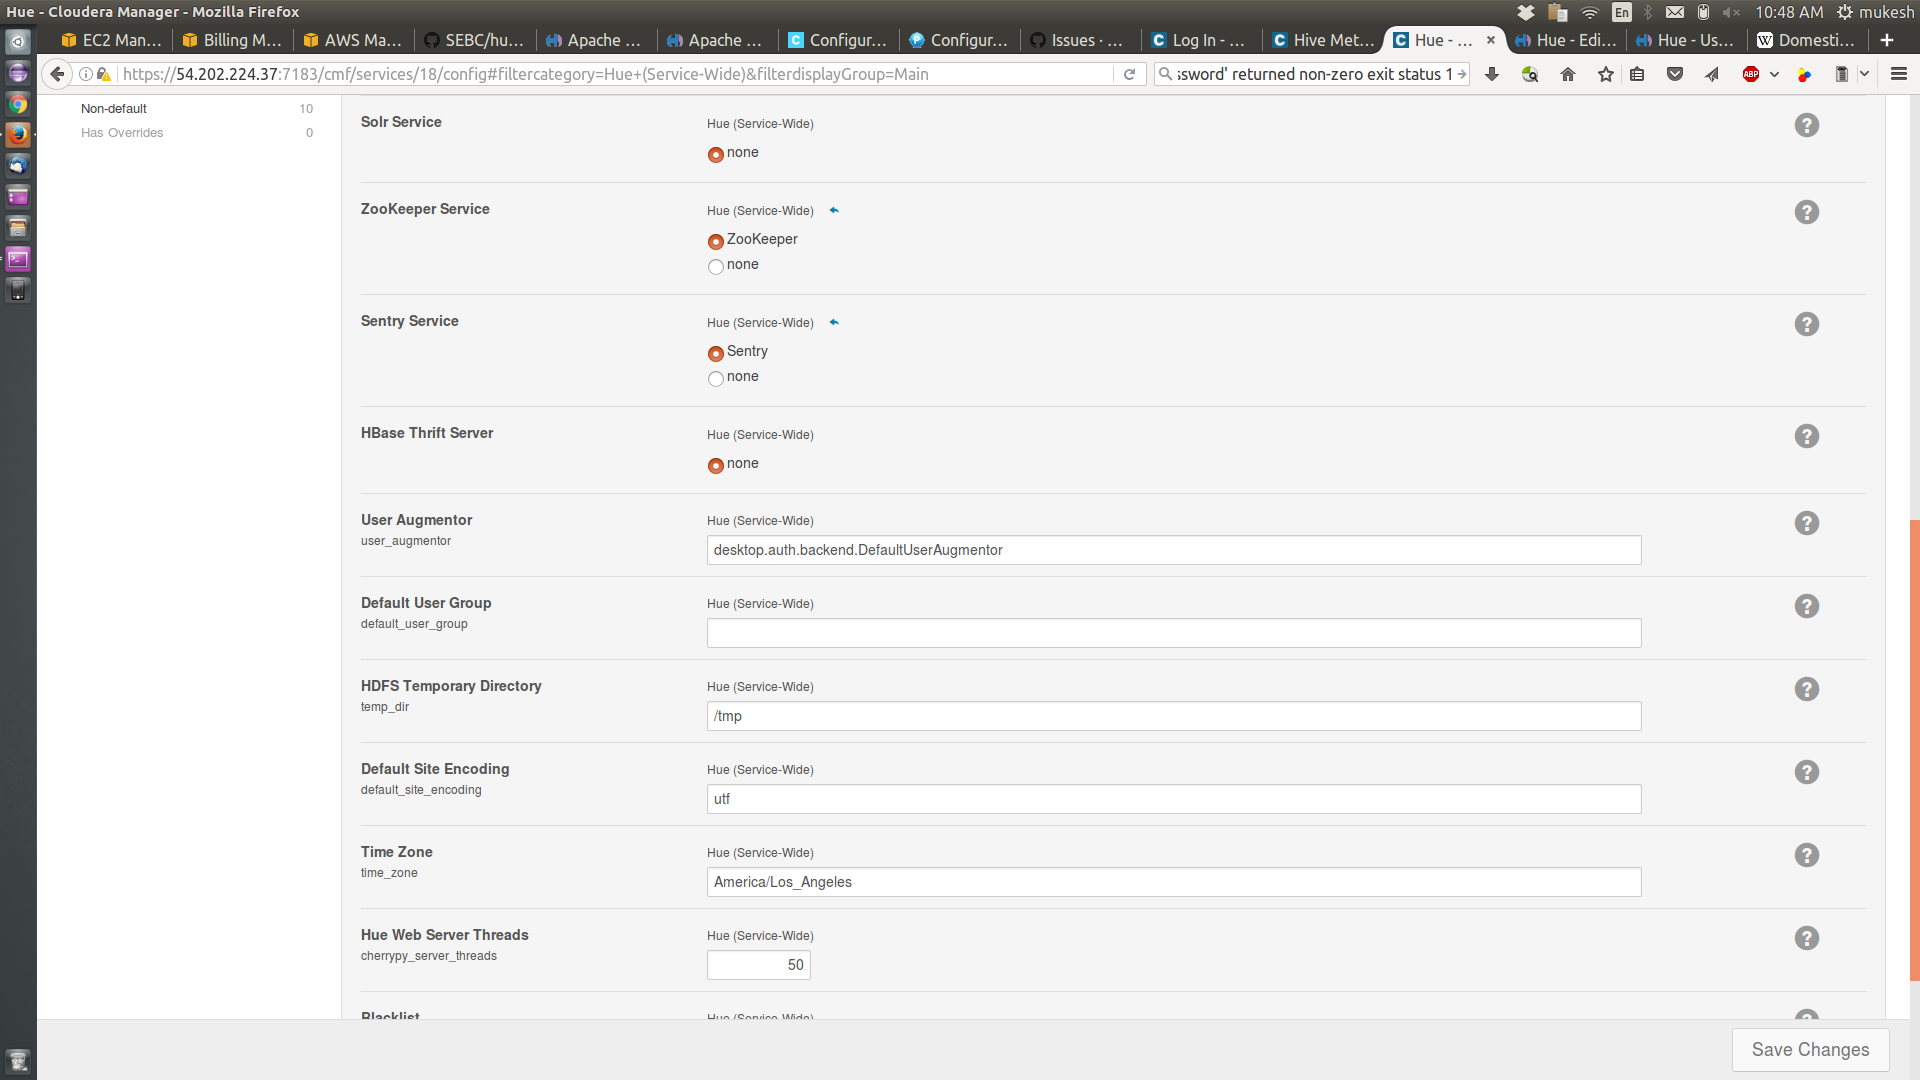 Hue - Cloudera Manager - Mozilla Firefox
En
10:48 AM
mukesh
EC2 Man...
Billing M...
AWS Ma...
SEBC/hu...
Apache ...
Apache ...
Configur...
Configur...
Issues · ...
Log In - ...
Hive Met...
Hue - ...
Hue - Edi...
Hue - Us...
Domesti...
https://54.202.224.37:7183/cmf/services/18/config#filtercategory=Hue+(Service-Wide)&filterdisplayGroup=Main
ssword' returned non-zero exit status 1
ABP
Non-default 10
Has Overrides 0
Solr Service
Hue (Service-Wide)
none
ZooKeeper Service
Hue (Service-Wide)
ZooKeeper
none
Sentry Service
Hue (Service-Wide)
Sentry
none
HBase Thrift Server
Hue (Service-Wide)
none
User Augmentor
user_augmentor
Hue (Service-Wide)
desktop.auth.backend.DefaultUserAugmentor
Default User Group
default_user_group
Hue (Service-Wide)
HDFS Temporary Directory
temp_dir
Hue (Service-Wide)
/tmp
Default Site Encoding
default_site_encoding
Hue (Service-Wide)
utf
Time Zone
time_zone
Hue (Service-Wide)
America/Los_Angeles
Hue Web Server Threads
cherrypy_server_threads
Hue (Service-Wide)
50
Blacklist
Hue (Service-Wide)
Save Changes